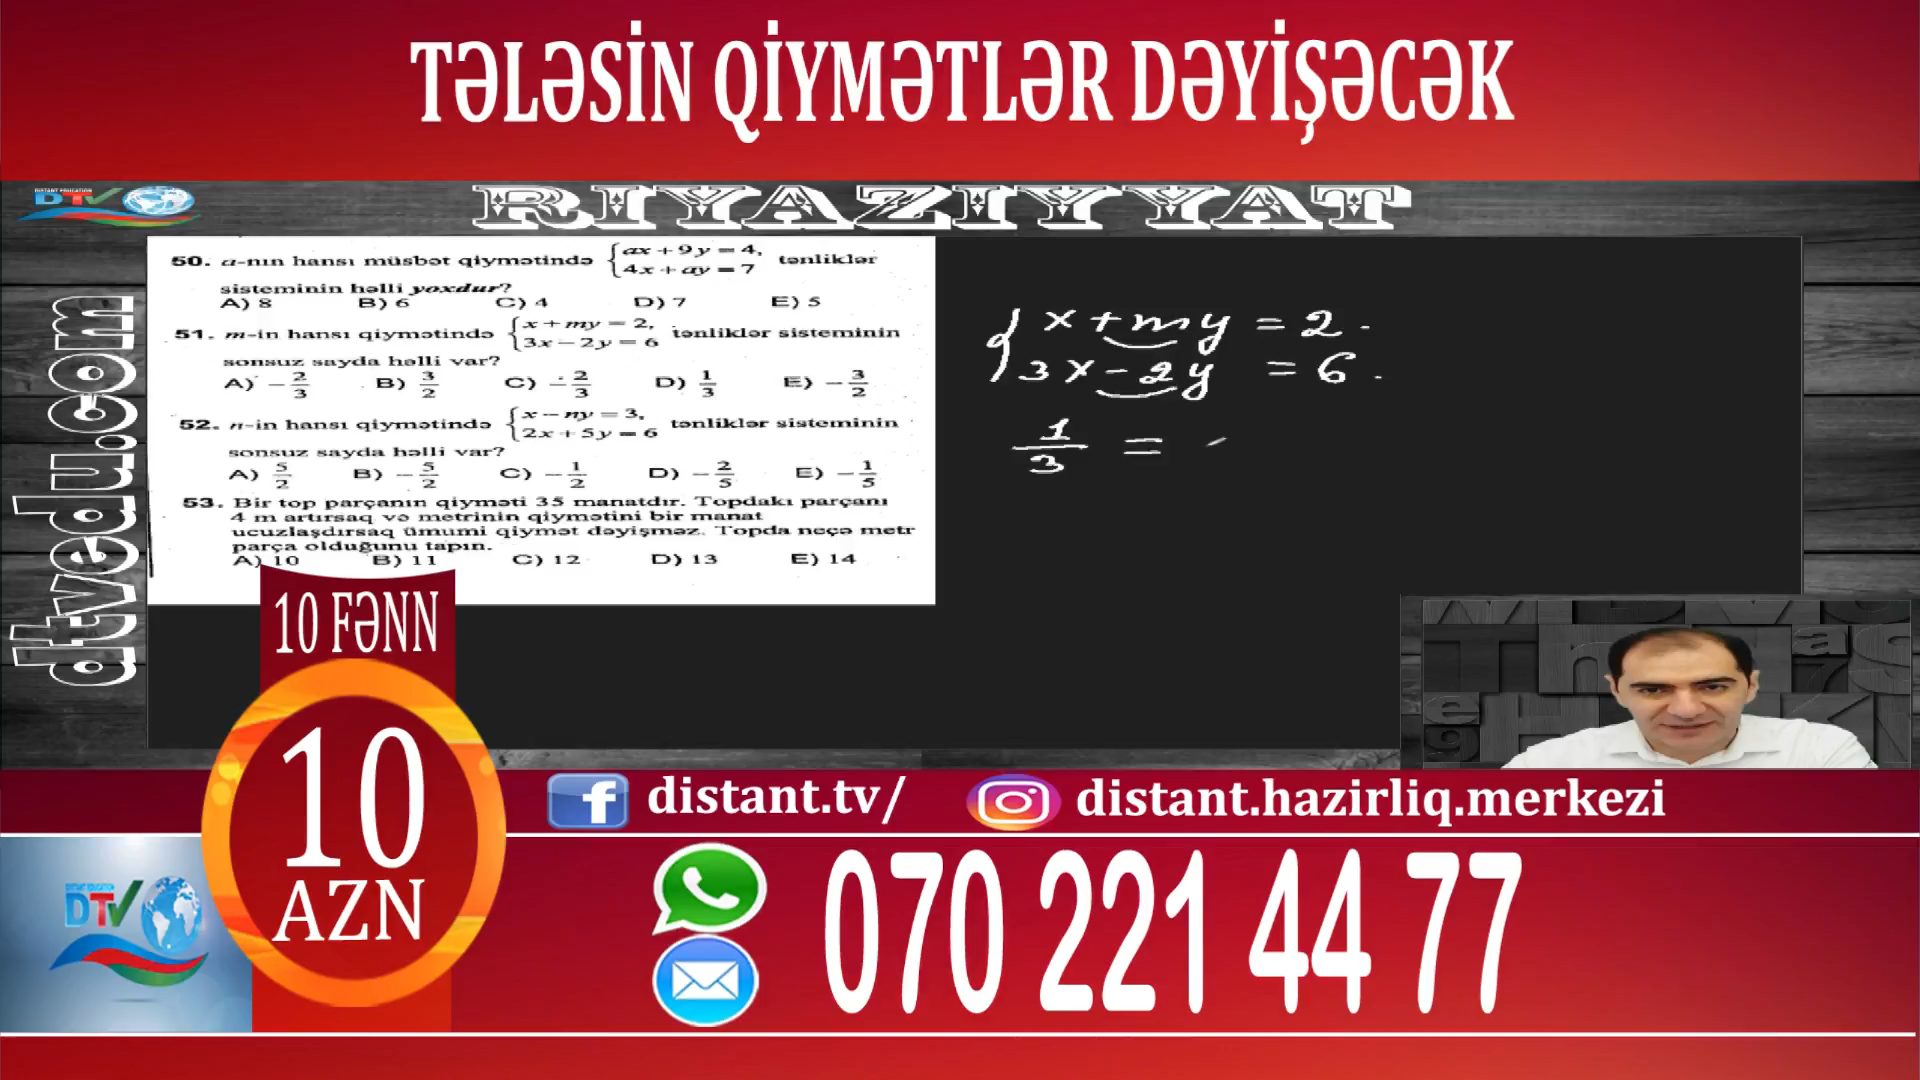 TƏLƏSİN QİYMƏTLƏR DƏYİŞƏCƏK
DISTANT EDUCATION
DTV
RIYAZIYYAT
dtvedu.com
50. a-nın hansı müsbət qiymətində { ax + 9y = 4, 4x + ay = 7 tənliklər
sisteminin həlli yoxdur?
A) 8 B) 6 C) 4 D) 7 E) 5
51. m-in hansı qiymətində { x + my = 2, 3x − 2y = 6 tənliklər sisteminin
sonsuz sayda həlli var?
A) −2/3 B) 3/2 C) −2/3 D) 1/3 E) −3/2
52. n-in hansı qiymətində { x − ny = 3, 2x + 5y = 6 tənliklər sisteminin
sonsuz sayda həlli var?
A) 5/2 B) −5/2 C) −1/2 D) −2/5 E) −1/5
53. Bir top parçanın qiyməti 35 manatdır. Topdakı parçanı
4 m artırsaq və metrinin qiymətini bir manat
ucuzlaşdırsaq ümumi qiymət dəyişməz. Topda neçə metr
parça olduğunu tapın.
A) 10 B) 11 C) 12 D) 13 E) 14
{ x + my = 2
3x − 2y = 6
1/3 = -
10 FƏNN
10
AZN
distant.tv/
distant.hazirliq.merkezi
DTV
070 221 44 77